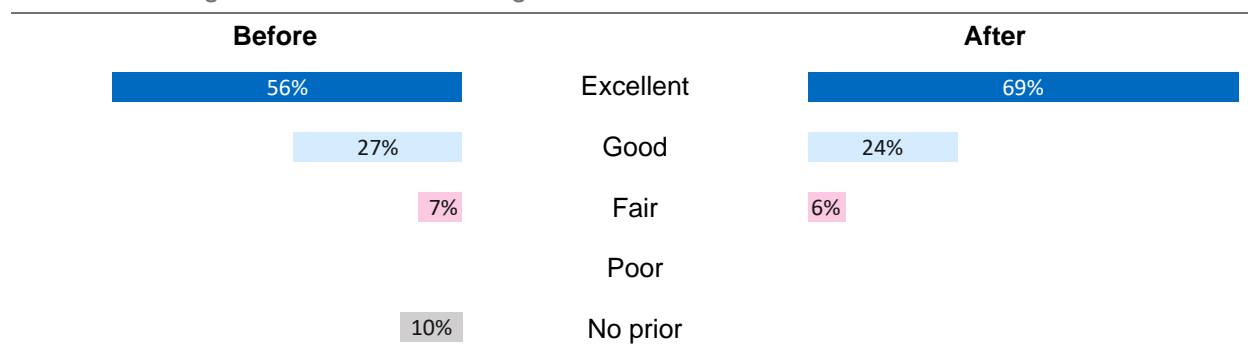 Before After
56% Excellent 69%
27% Good 24%
7% Fair 6%
Poor
10% No prior